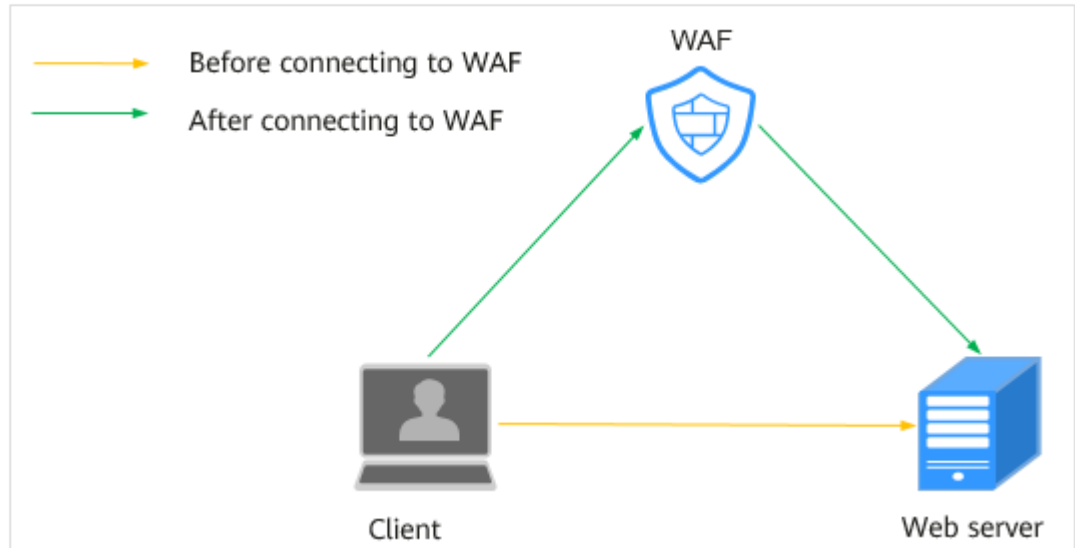 WAF
Before connecting to WAF
After connecting to WAF
Client
Web server